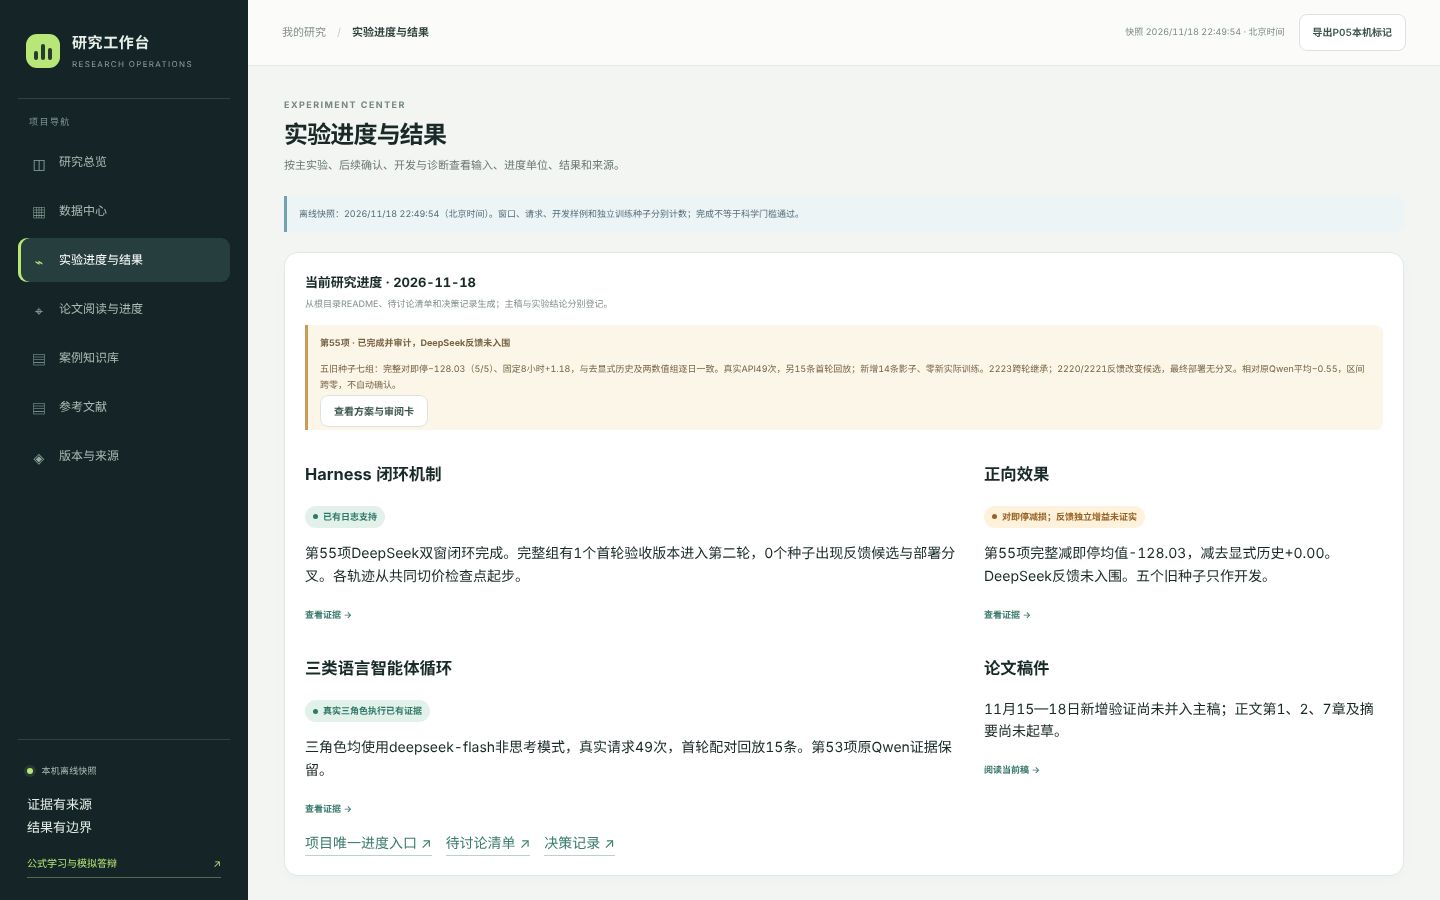 研究工作台
RESEARCH OPERATIONS
项目导航
研究总览
数据中心
实验进度与结果
论文阅读与进度
案例知识库
参考文献
版本与来源
本机离线快照
证据有来源
结果有边界
公式学习与模拟答辩 ↗
我的研究 / 实验进度与结果
快照 2026/11/18 22:49:54 · 北京时间
导出P05本机标记
EXPERIMENT CENTER
实验进度与结果
按主实验、后续确认、开发与诊断查看输入、进度单位、结果和来源。
离线快照：2026/11/18 22:49:54（北京时间）。窗口、请求、开发样例和独立训练种子分别计数；完成不等于科学门槛通过。
当前研究进度 · 2026-11-18
从根目录README、待讨论清单和决策记录生成；主稿与实验结论分别登记。
第55项 · 已完成并审计，DeepSeek反馈未入围
五旧种子七组：完整对即停−128.03（5/5）、固定8小时+1.18，与去显式历史及两数值组逐日一致。真实API49次，另15条首轮回放；新增14条影子、零新实际训练。2223跨轮继承；2220/2221反馈改变候选，最终部署无分叉。相对原Qwen平均−0.55，区间
跨零，不自动确认。
查看方案与审阅卡
Harness 闭环机制
已有日志支持
第55项DeepSeek双窗闭环完成。完整组有1个首轮验收版本进入第二轮，0个种子出现反馈候选与部署分
叉。各轨迹从共同切价检查点起步。
查看证据 →
正向效果
对即停减损；反馈独立增益未证实
第55项完整减即停均值-128.03，减去显式历史+0.00。
DeepSeek反馈未入围。五个旧种子只作开发。
查看证据 →
三类语言智能体循环
真实三角色执行已有证据
三角色均使用deepseek-flash非思考模式，真实请求49次，首轮配对回放15条。第53项原Qwen证据保
留。
查看证据 →
论文稿件
11月15—18日新增验证尚未并入主稿；正文第1、2、7章及摘
要尚未起草。
阅读当前稿 →
项目唯一进度入口 ↗ 待讨论清单 ↗ 决策记录 ↗